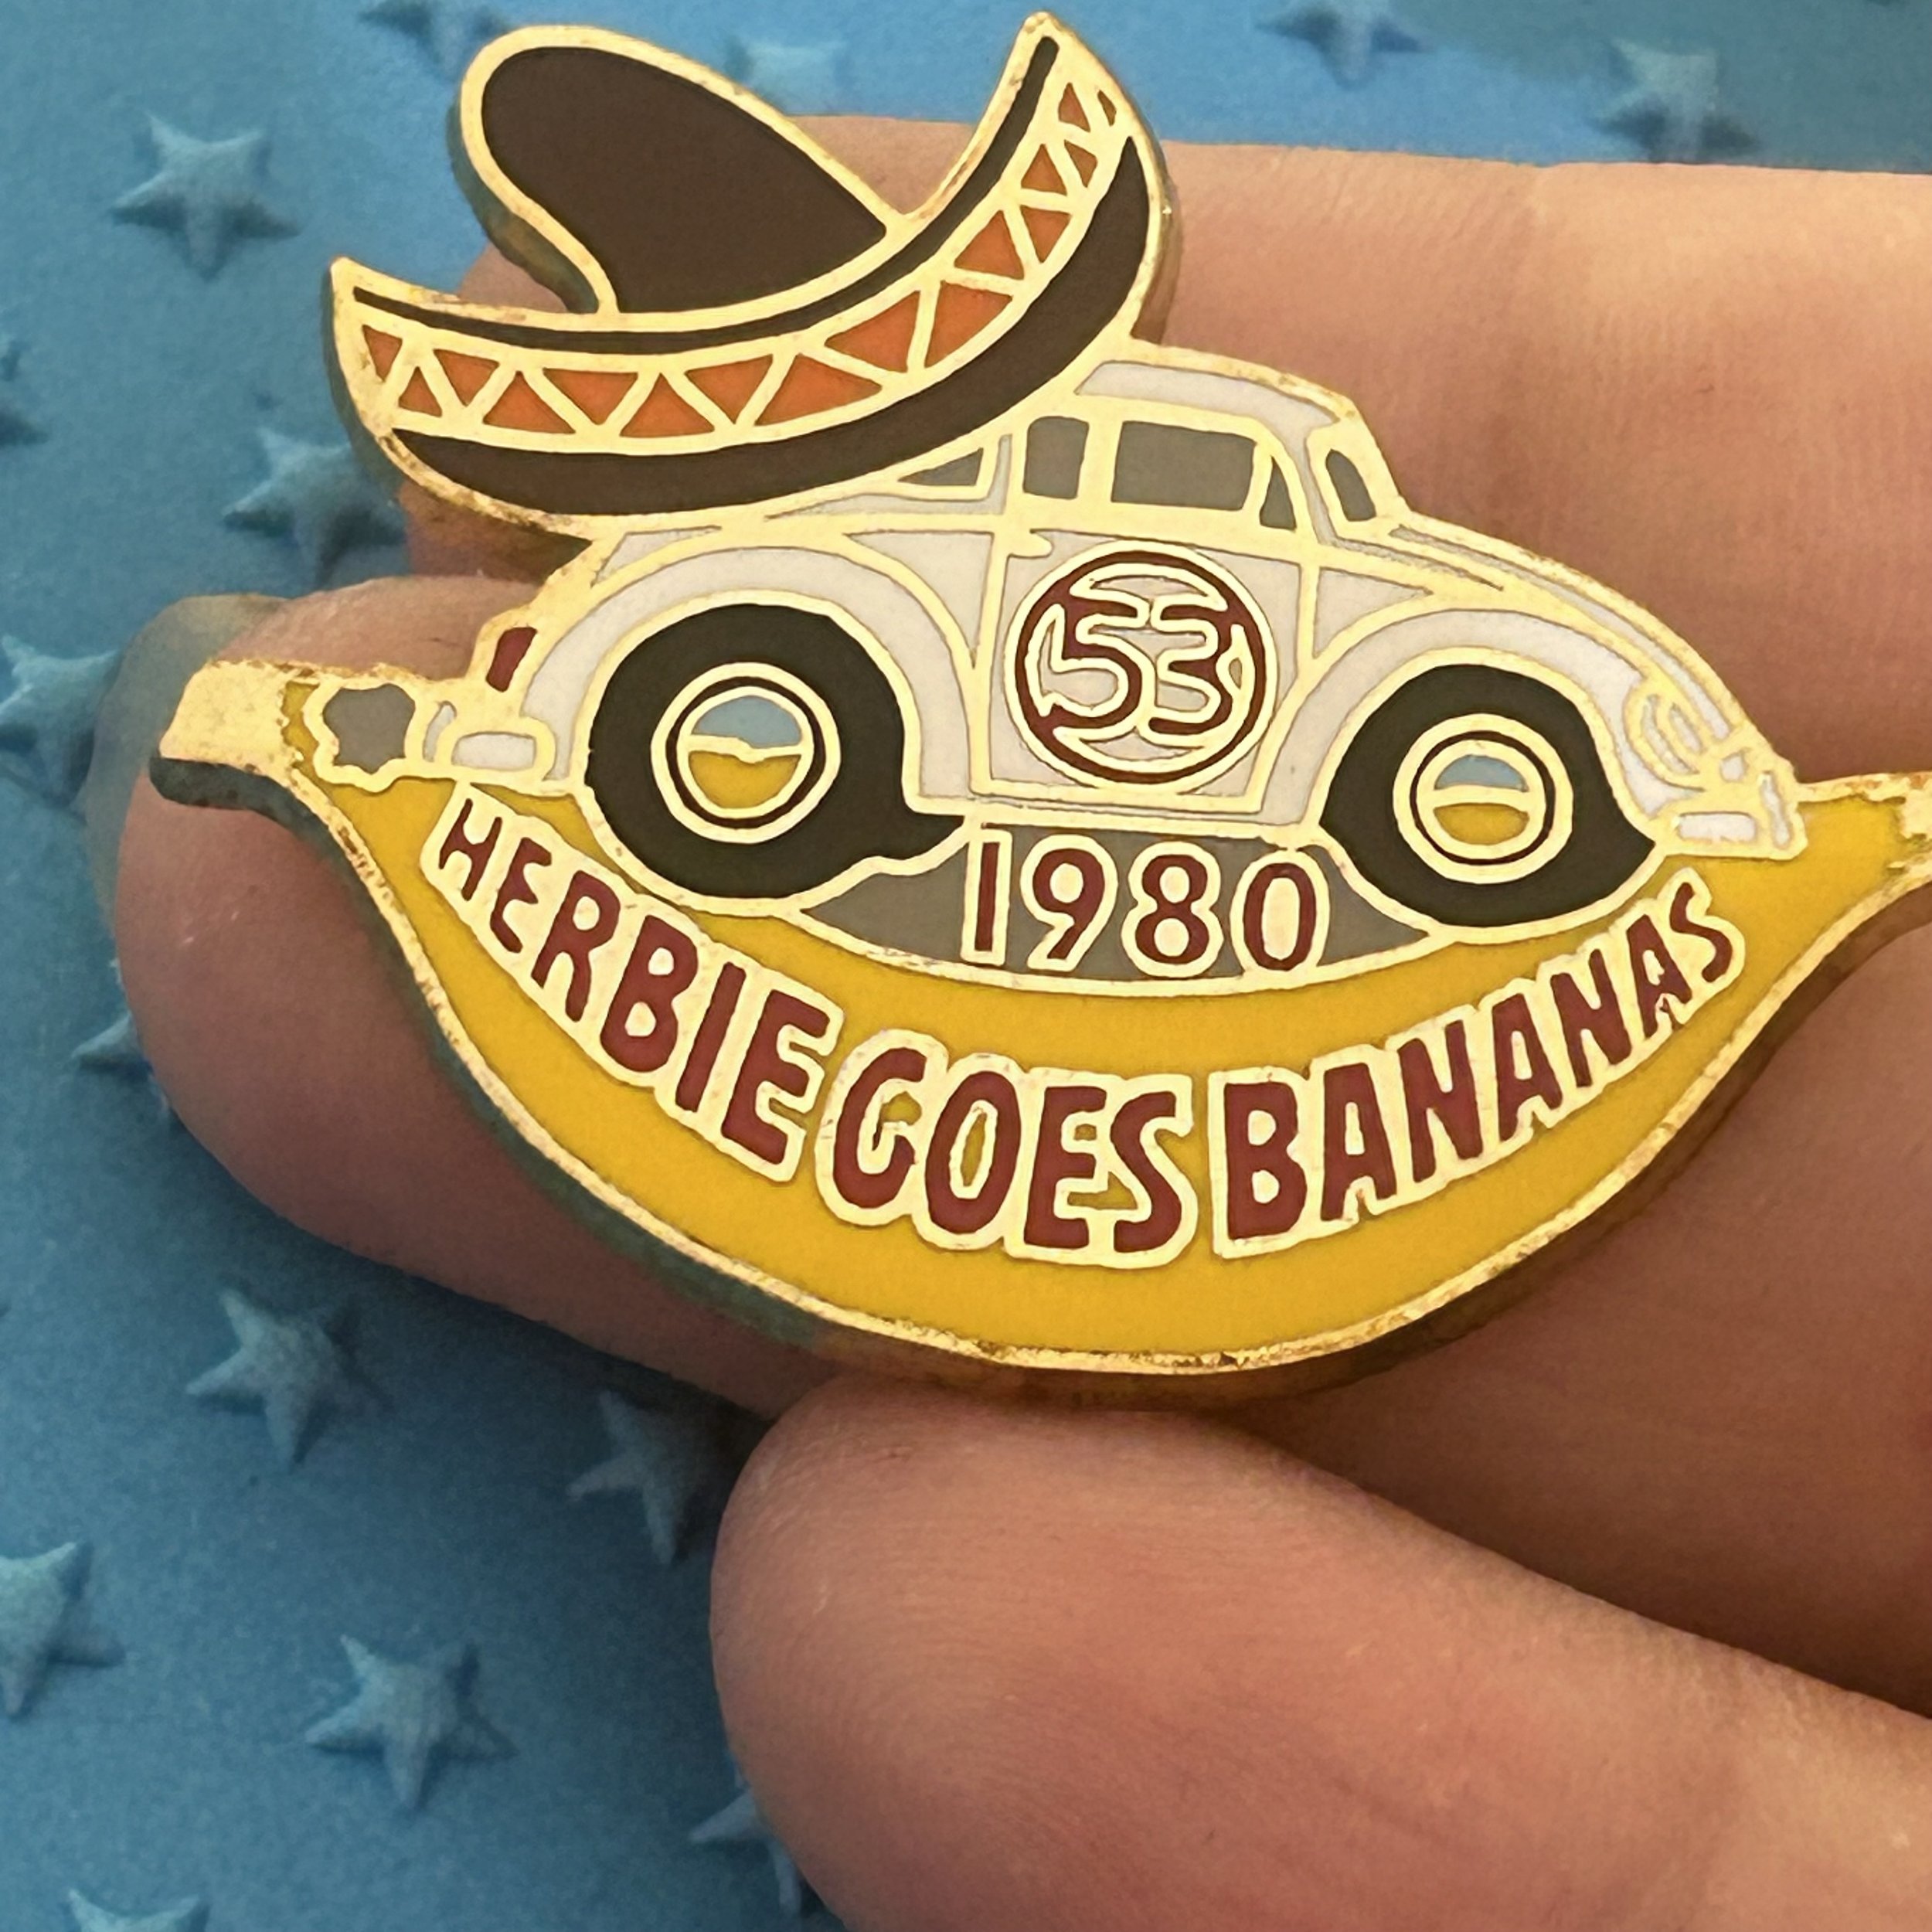 53
1980
HERBIE GOES BANANAS